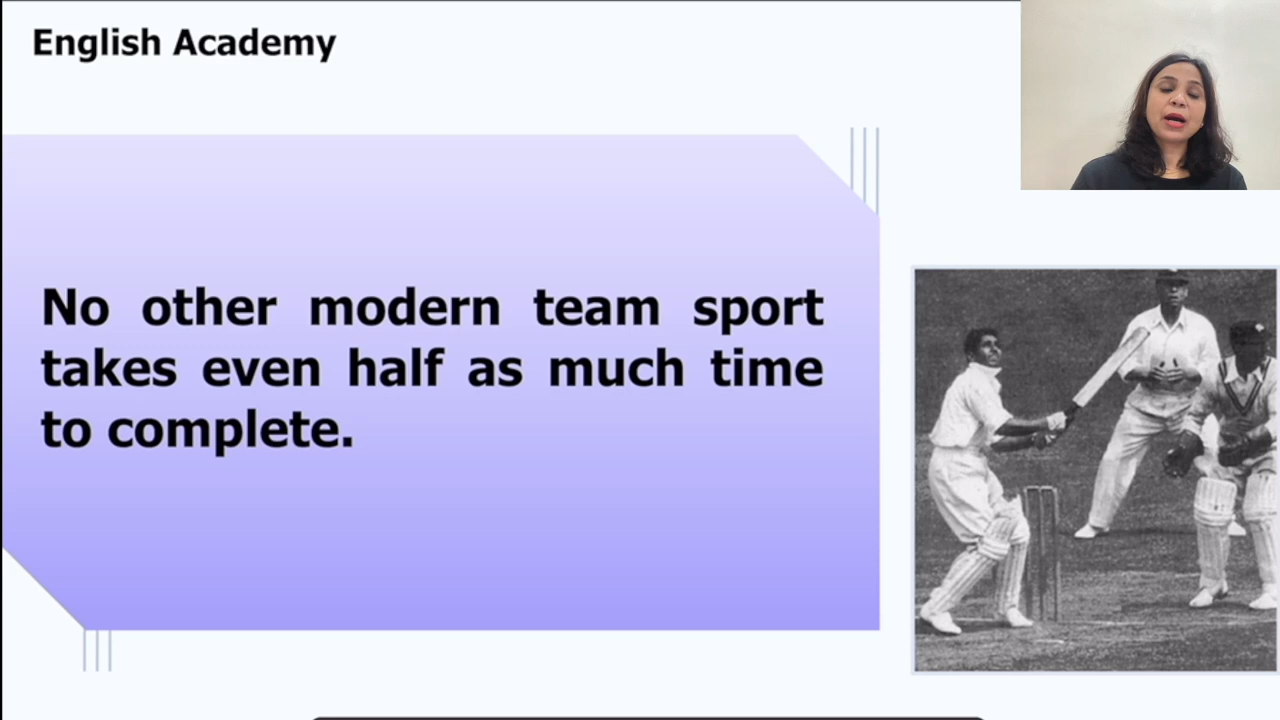 English Academy
No other modern team sport
takes even half as much time
to complete.